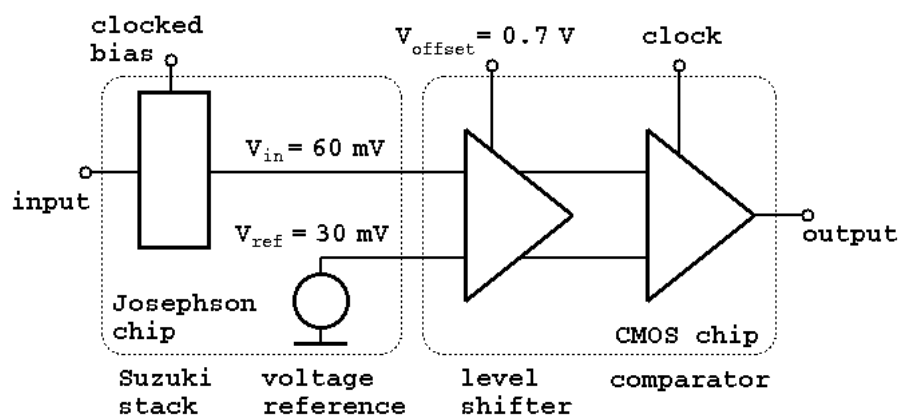 clocked
bias
V_offset = 0.7 V
clock
V_in = 60 mV
input
V_ref = 30 mV
output
Josephson
chip
CMOS chip
Suzuki
stack
voltage
reference
level
shifter
comparator